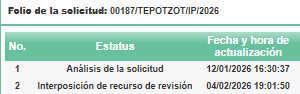 Folio de la solicitud: 00187/TEPOTZOT/IP/2026
No. Estatus Fecha y hora de actualización
1 Análisis de la solicitud 12/01/2026 16:30:37
2 Interposición de recurso de revisión 04/02/2026 19:01:50